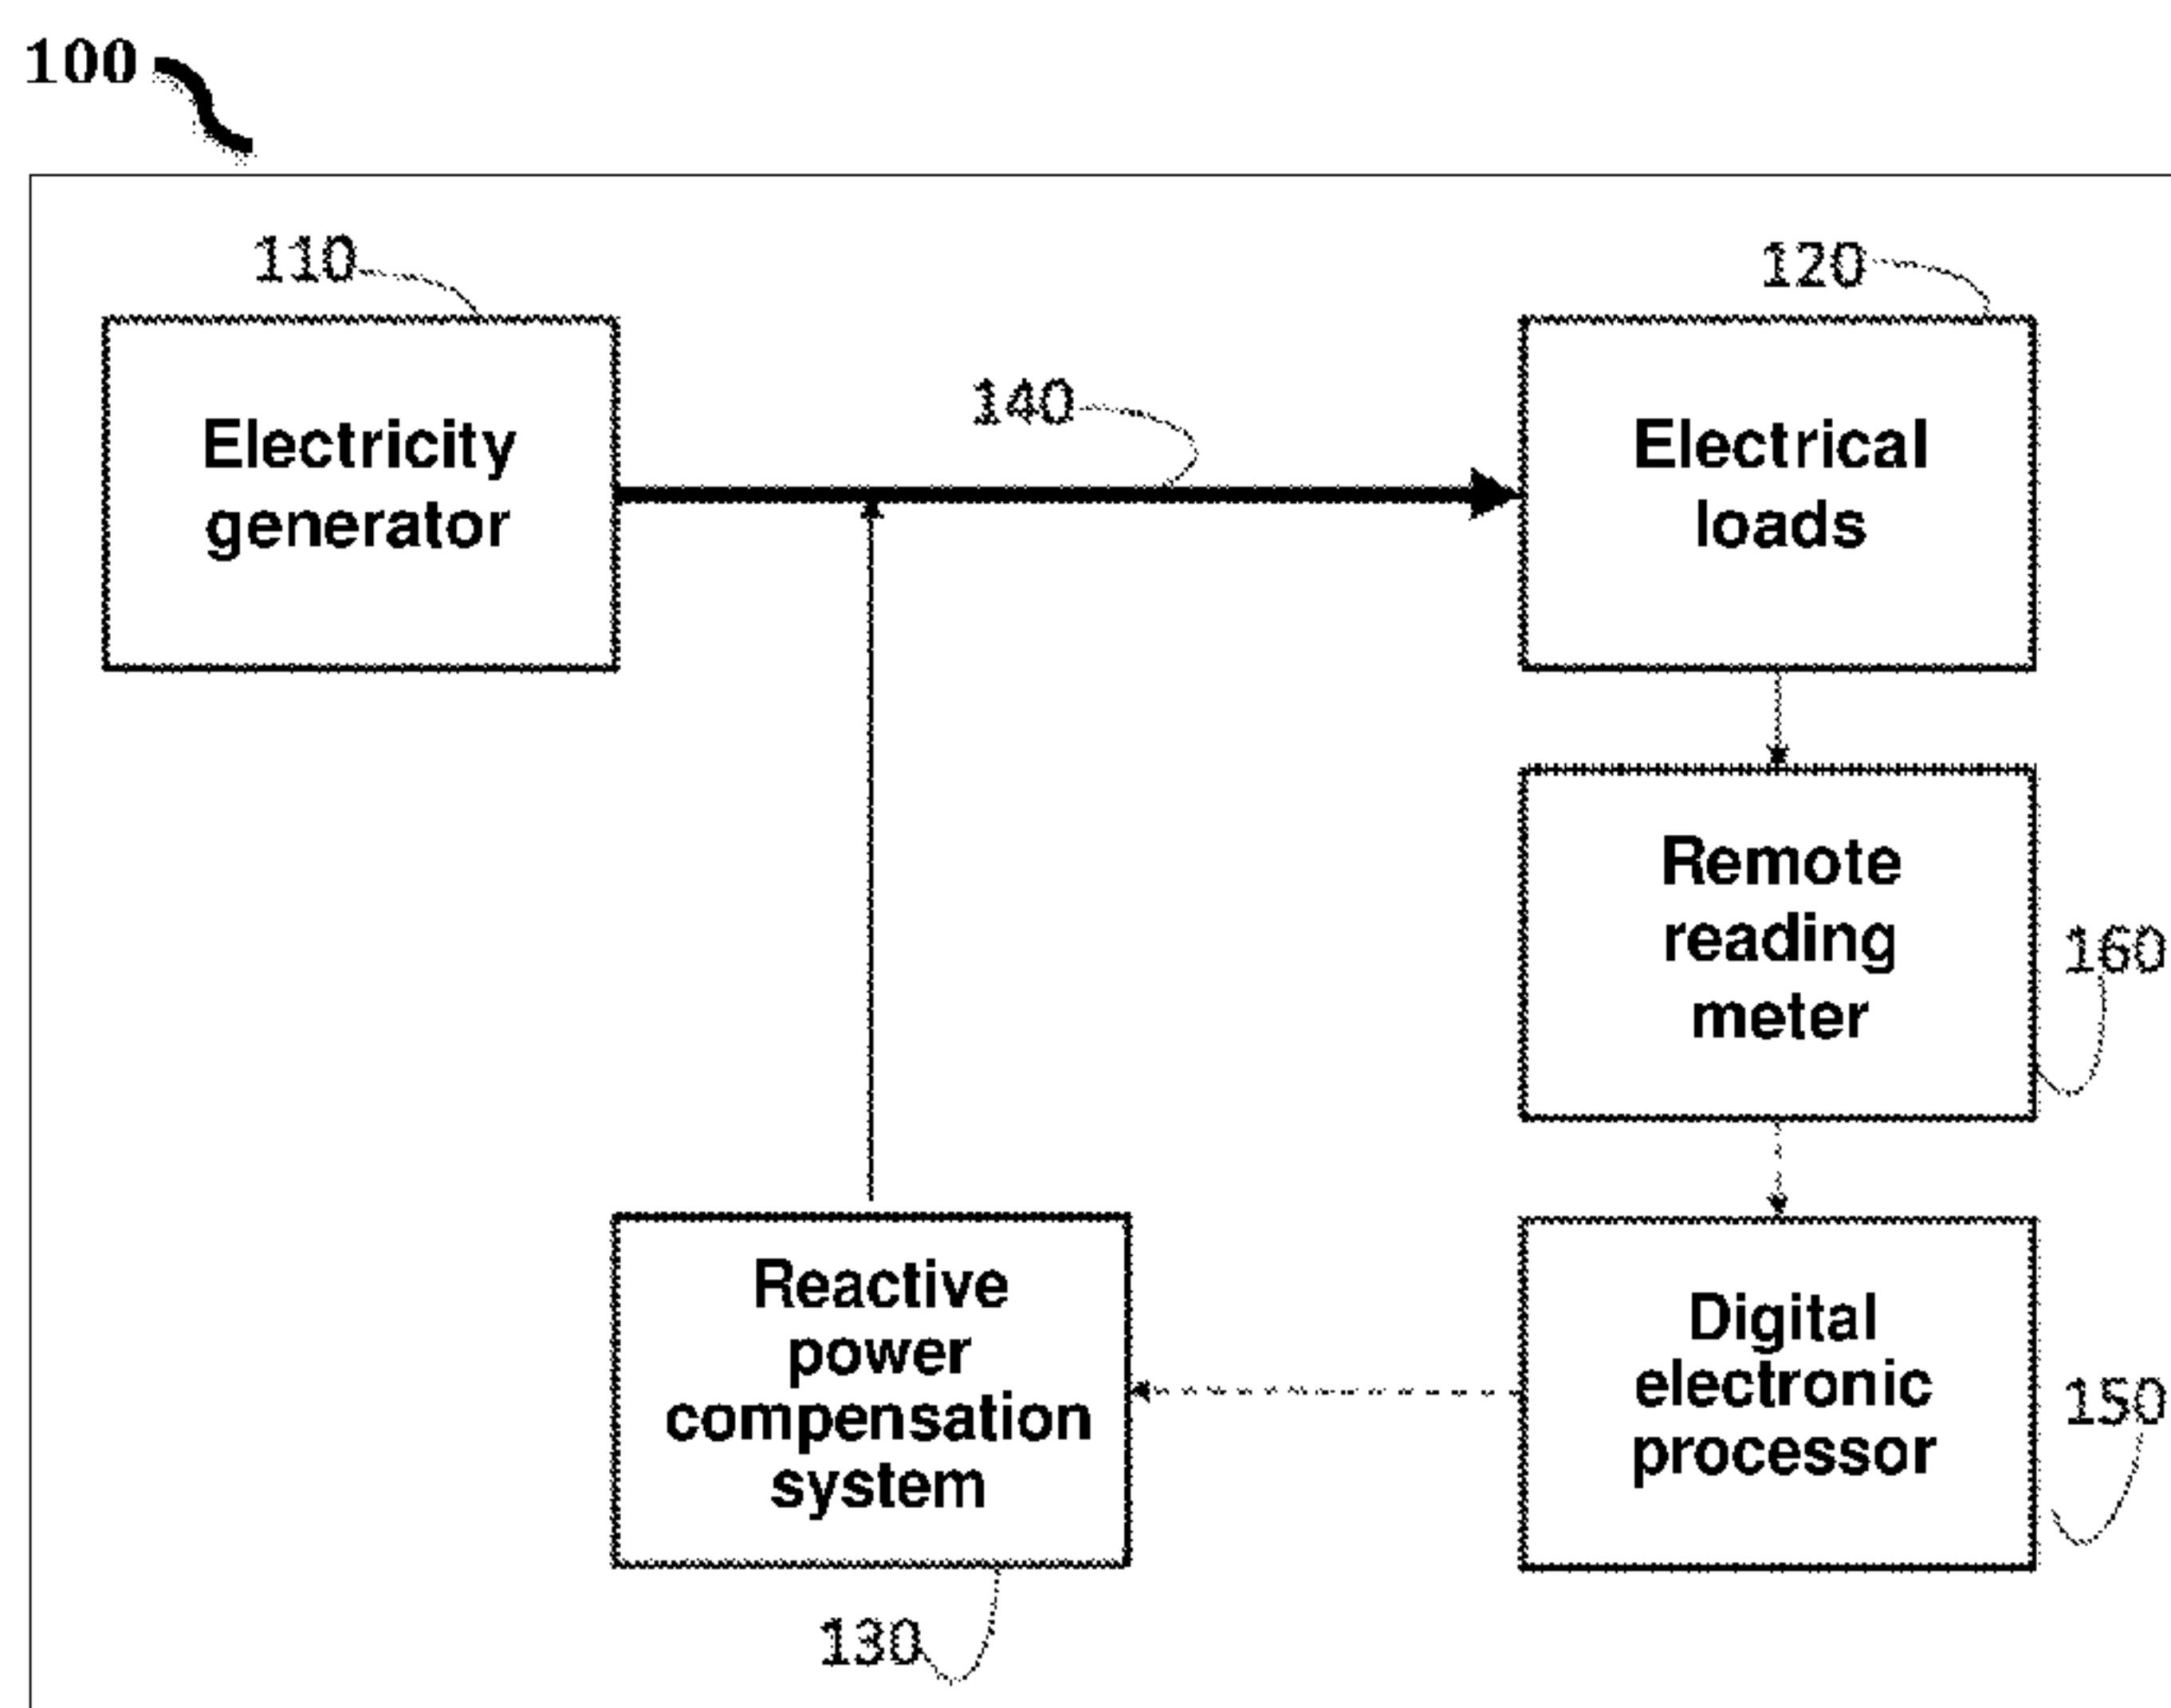 100
110
120
140
Electricity
generator
Electrical
loads
Remote
reading
meter
160
Reactive
power
compensation
system
Digital
electronic
processor
150
130